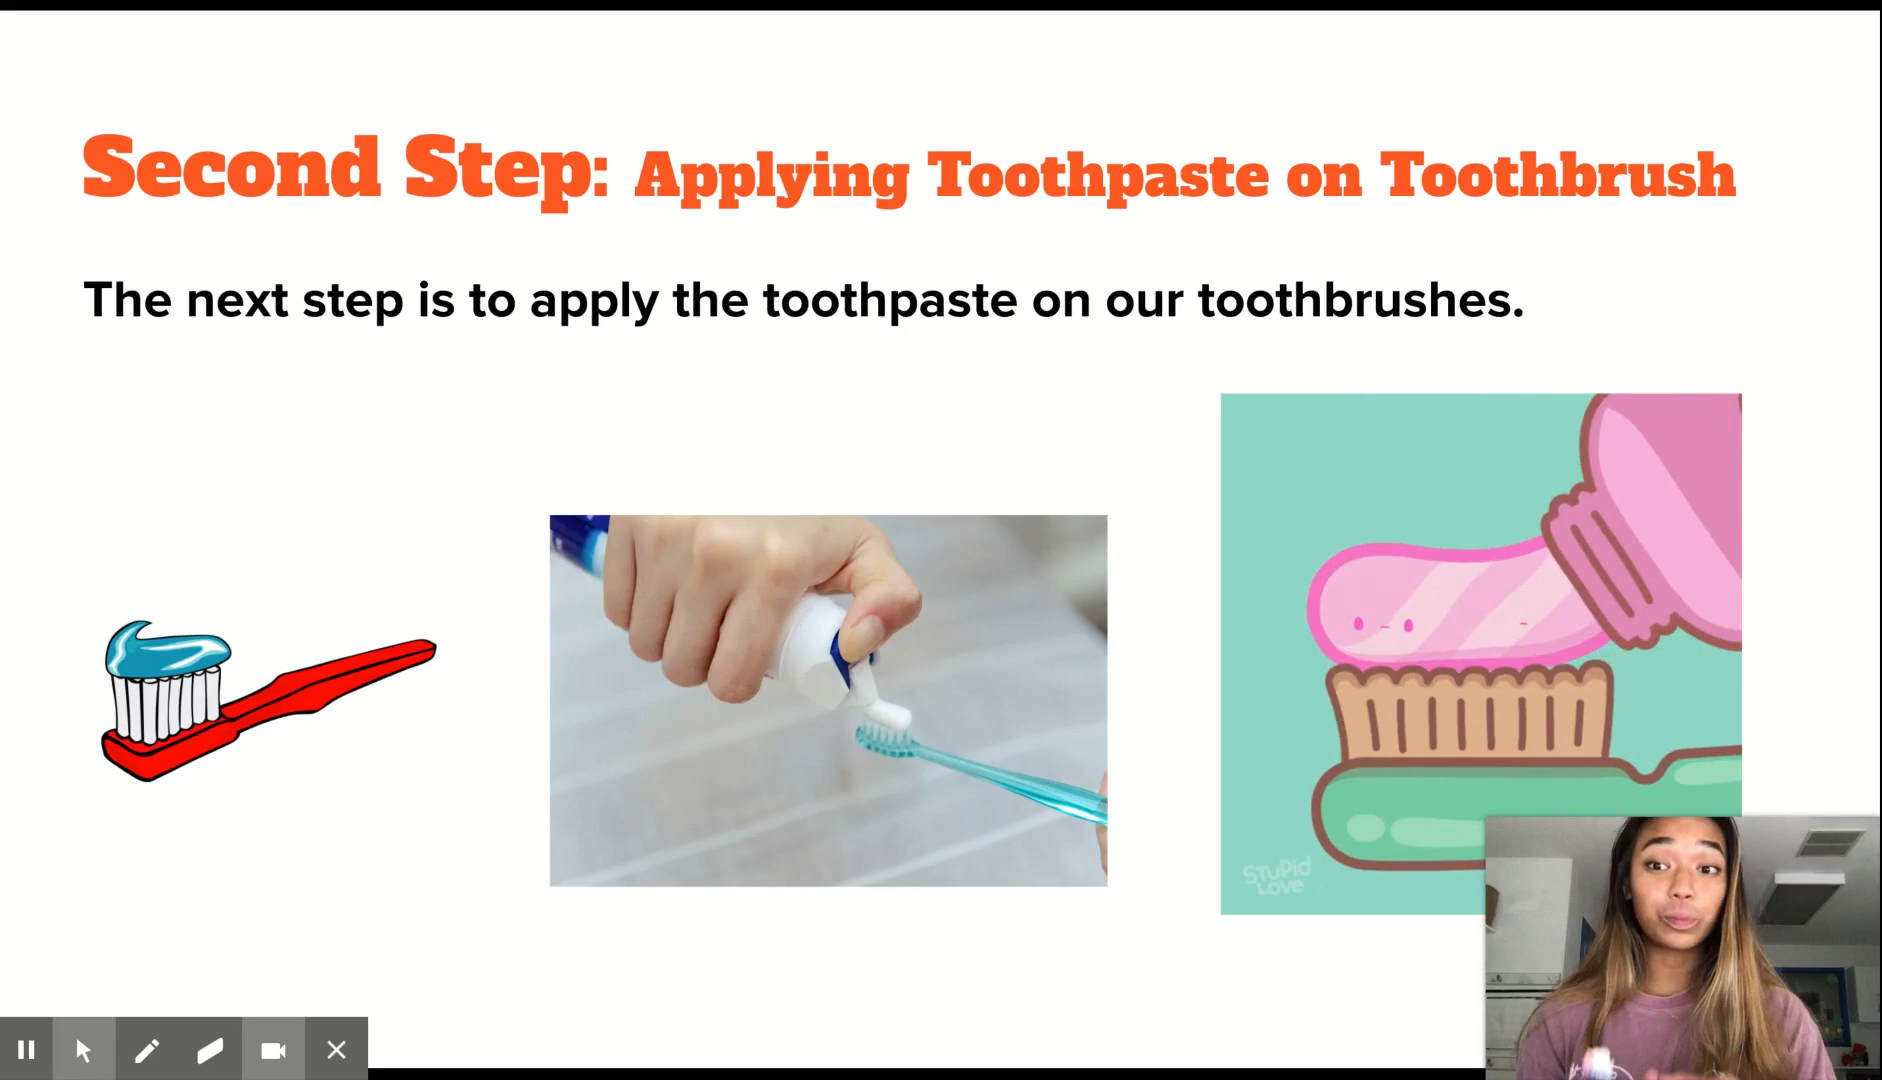 Second Step: Applying Toothpaste on Toothbrush
The next step is to apply the toothpaste on our toothbrushes.
STUPid
LOVE